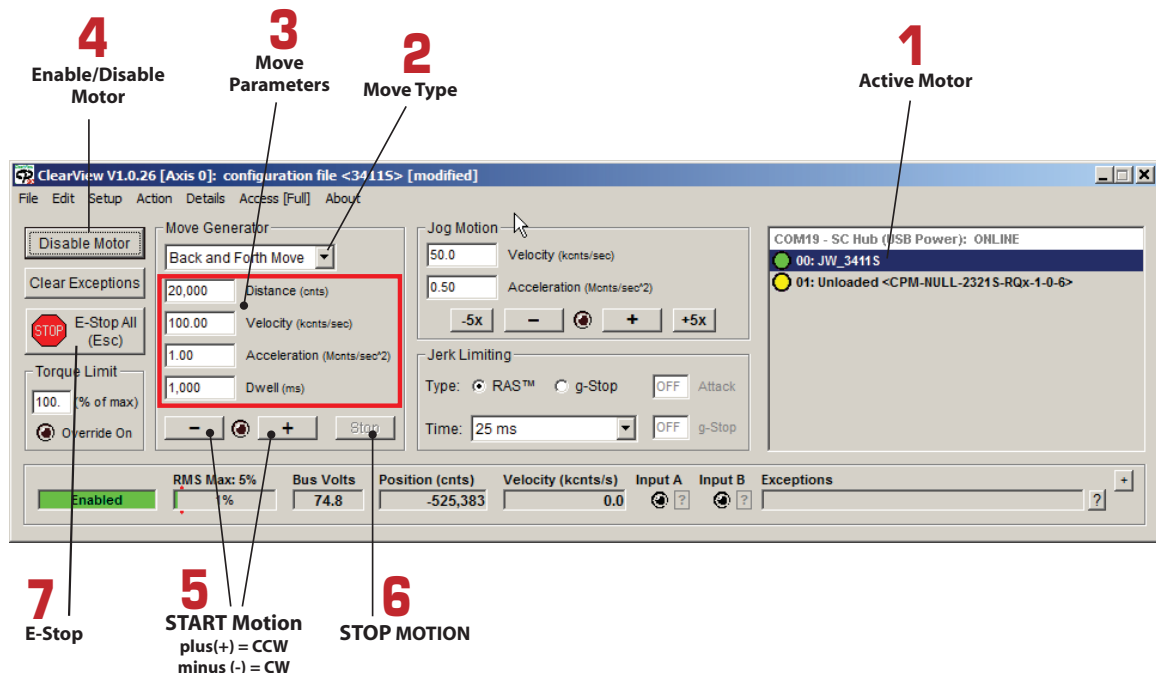 4
Enable/Disable
Motor
3
Move
Parameters
2
Move Type
1
Active Motor
ClearView V1.0.26 [Axis 0]: configuration file <3411S> [modified]
File Edit Setup Action Details Access [Full] About
Disable Motor
Clear Exceptions
STOP
E-Stop All
(Esc)
Torque Limit
100. (% of max)
Override On
Move Generator
Back and Forth Move
20,000 Distance (cnts)
100.00 Velocity (kcnts/sec)
1.00 Acceleration (Mcnts/sec^2)
1,000 Dwell (ms)
– + Stop
Jog Motion
50.0 Velocity (kcnts/sec)
0.50 Acceleration (Mcnts/sec^2)
-5x – + +5x
Jerk Limiting
Type: RAS™ g-Stop OFF Attack
Time: 25 ms OFF g-Stop
COM19 - SC Hub (USB Power): ONLINE
00: JW_3411S
01: Unloaded <CPM-NULL-2321S-RQx-1-0-6>
RMS Max: 5% Bus Volts Position (cnts) Velocity (kcnts/s) Input A Input B Exceptions +
Enabled 1% 74.8 -525,383 0.0 ? ? ?
7
E-Stop
5
START Motion
plus(+) = CCW
minus (-) = CW
6
STOP MOTION